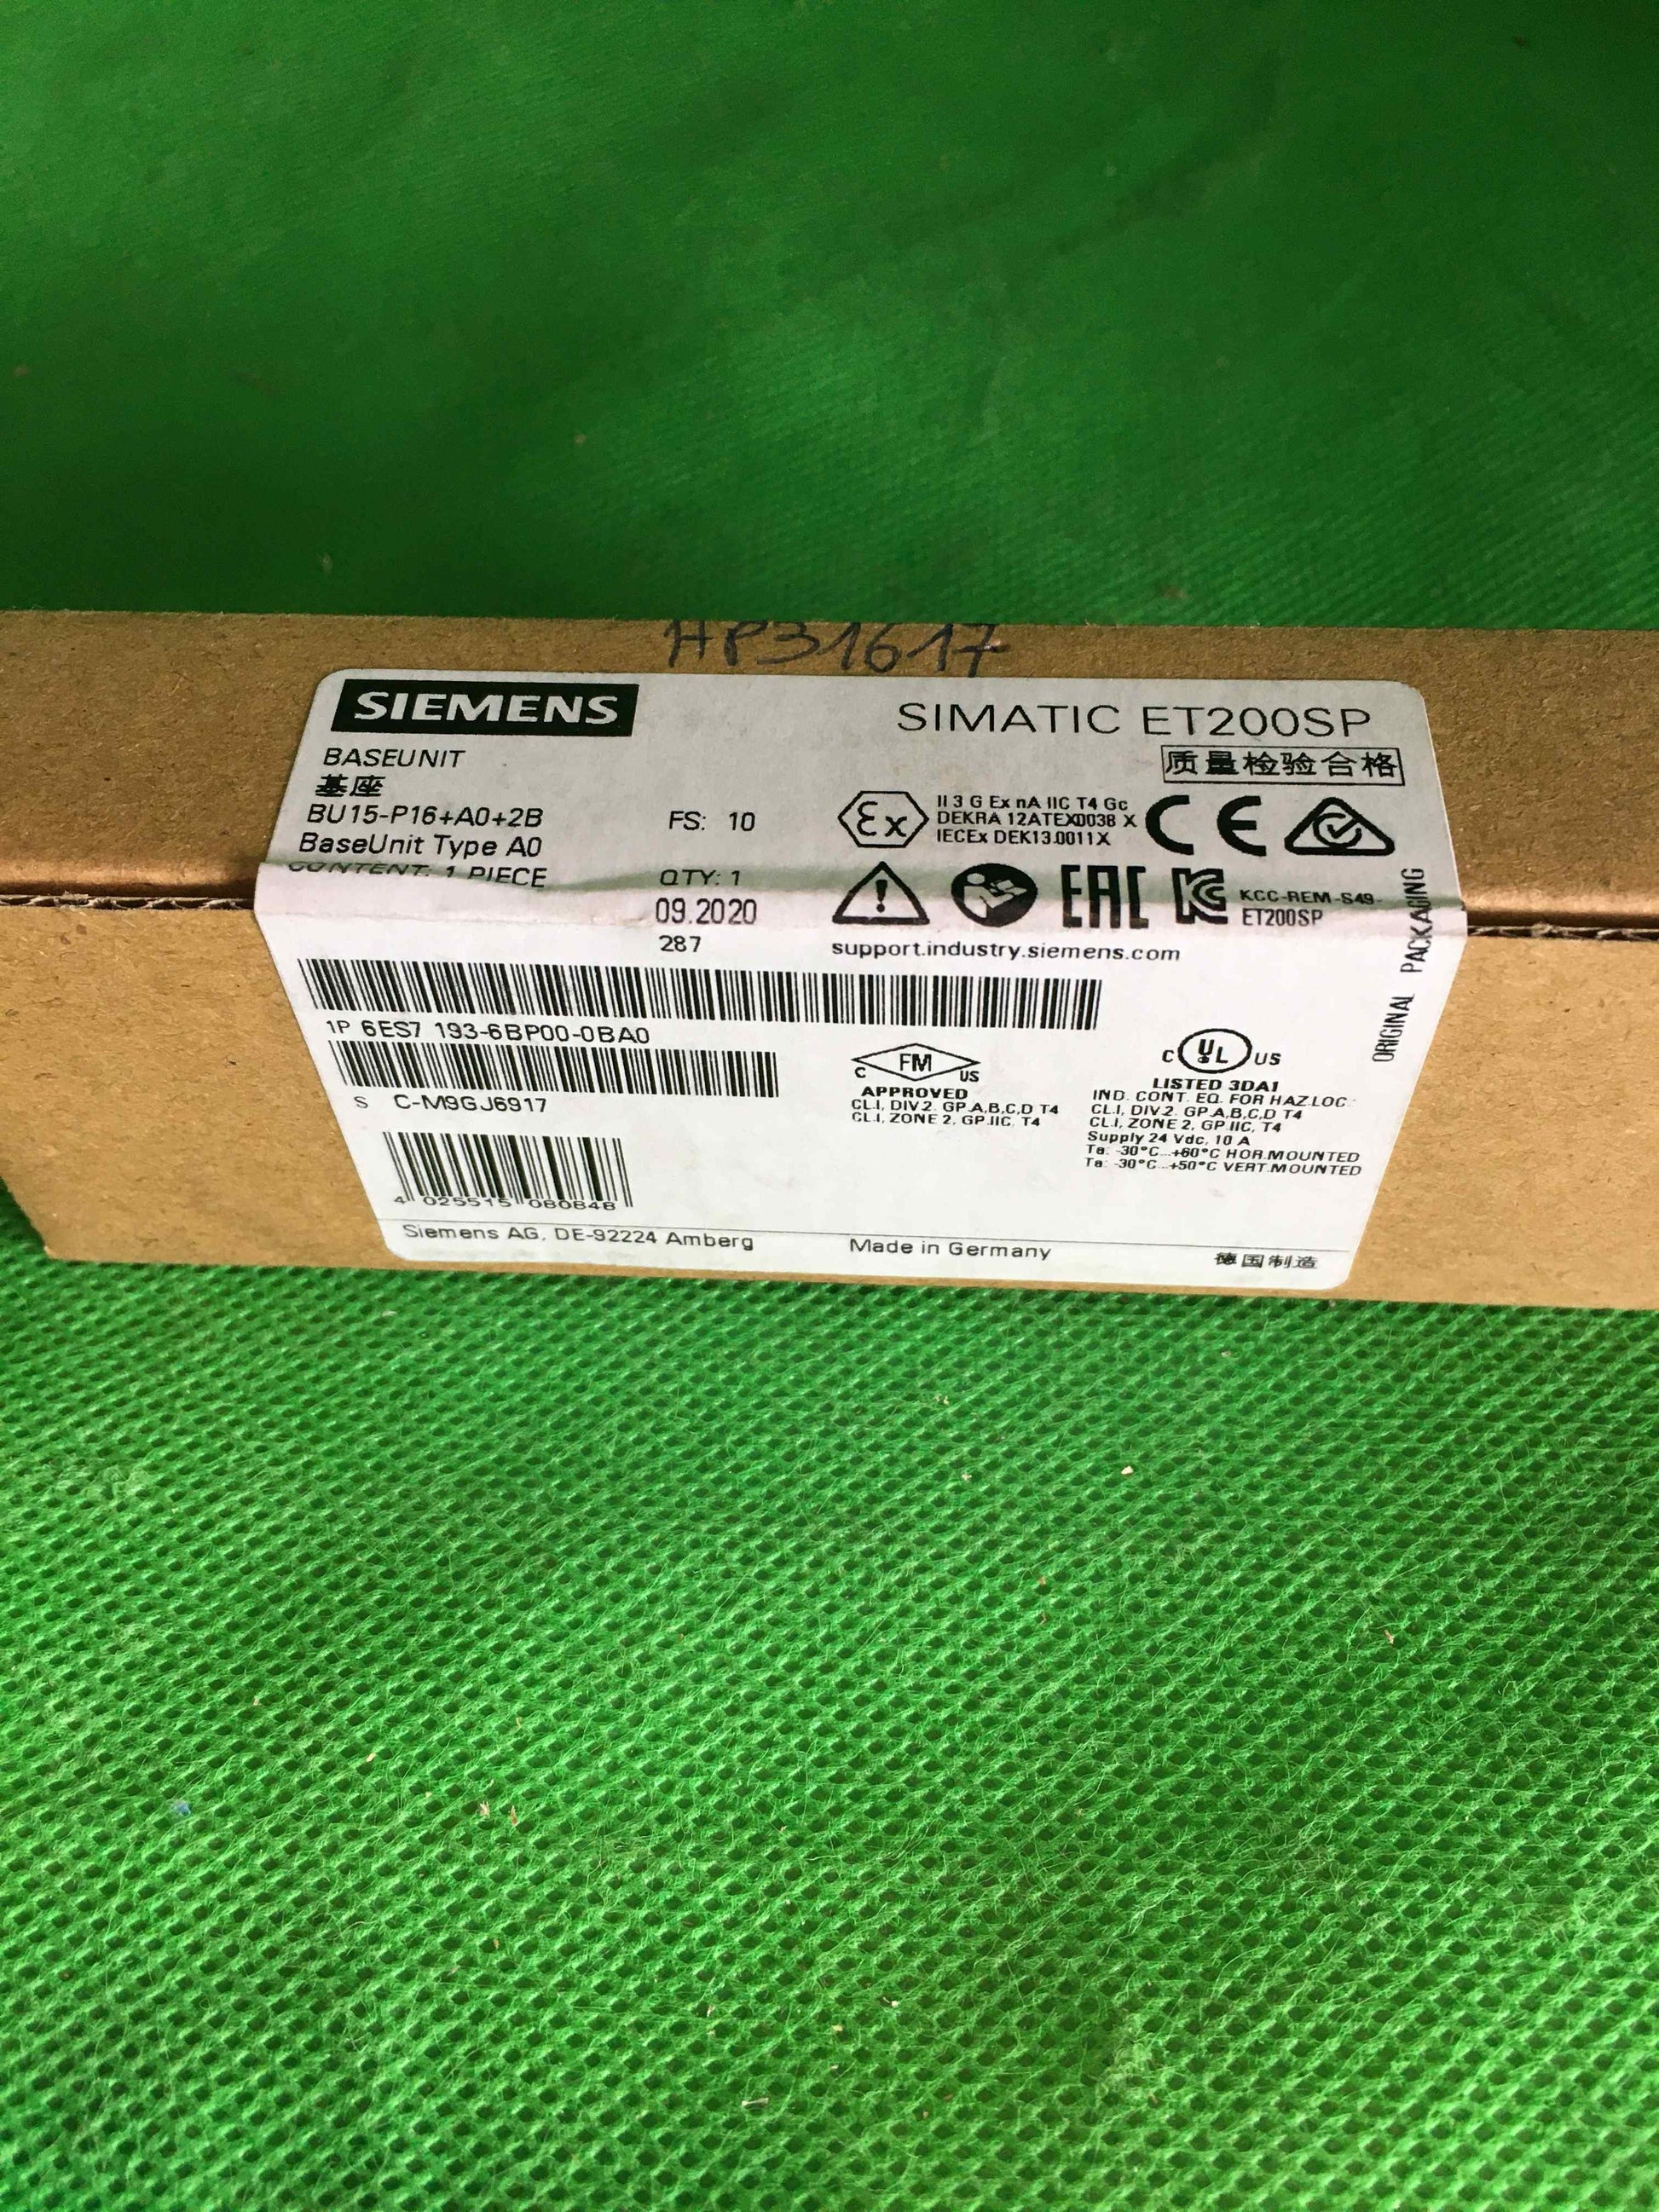 HP31617
SIEMENS
SIMATIC ET200SP
BASEUNIT
质量检验合格
基座
BU15-P16+A0+2B
FS: 10
BaseUnit Type A0
CONTENT: 1 PIECE
QTY: 1
09.2020
287
Ex
II 3 G Ex nA IIC T4 Gc
DEKRA 12ATEX0038 X
IECEx DEK13.0011X
CE
EAC
KC
KCC-REM-S49-
ET200SP
support.industry.siemens.com
ORIGINAL PACKAGING
1P 6ES7 193-6BP00-0BA0
S C-M9GJ6917
4 025515 080848
C FM US
APPROVED
CL.I, DIV.2. GP.A,B,C,D T4
CL.I, ZONE 2, GP.IIC, T4
C UL US
LISTED 3DA1
IND. CONT. EQ. FOR HAZ.LOC.
CL.I, DIV.2. GP.A,B,C,D T4
CL.I, ZONE 2, GP.IIC, T4
Supply 24 Vdc, 10 A
Ta: -30°C...+60°C HOR.MOUNTED
Ta: -30°C...+50°C VERT.MOUNTED
Siemens AG, DE-92224 Amberg
Made in Germany
德国制造